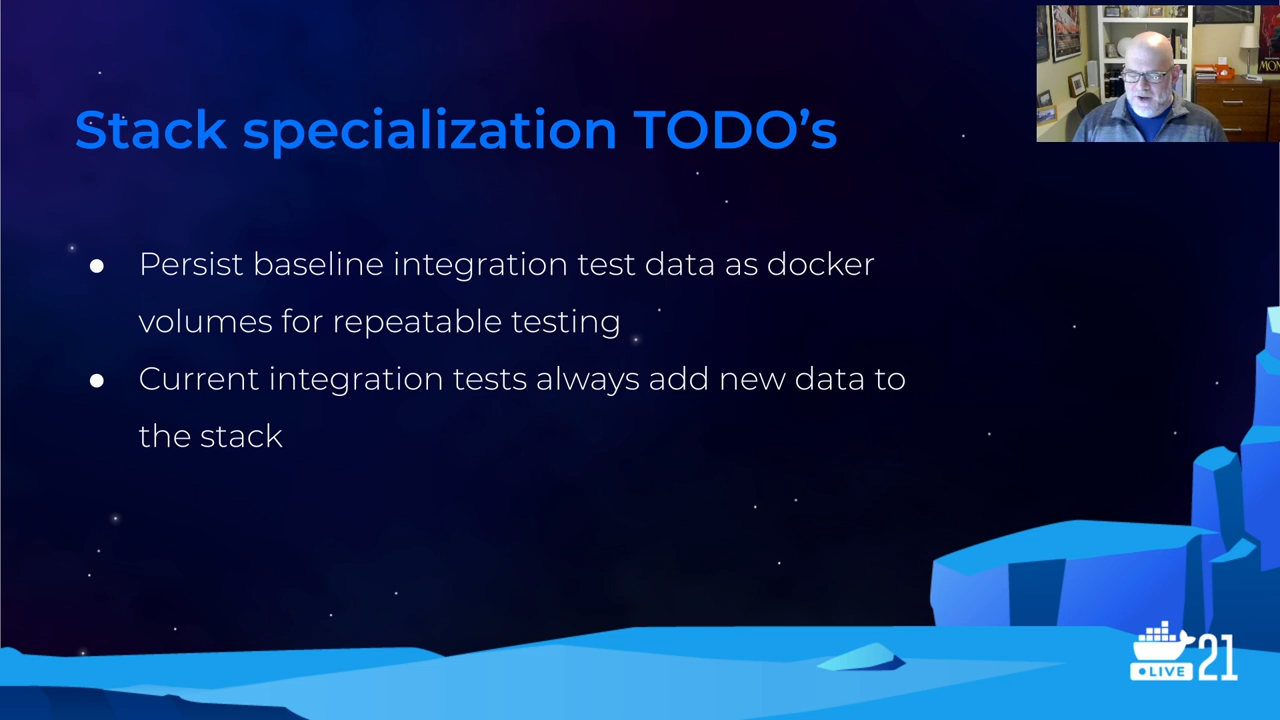 Stack specialization TODO's
● Persist baseline integration test data as docker
volumes for repeatable testing
● Current integration tests always add new data to
the stack
LIVE 21